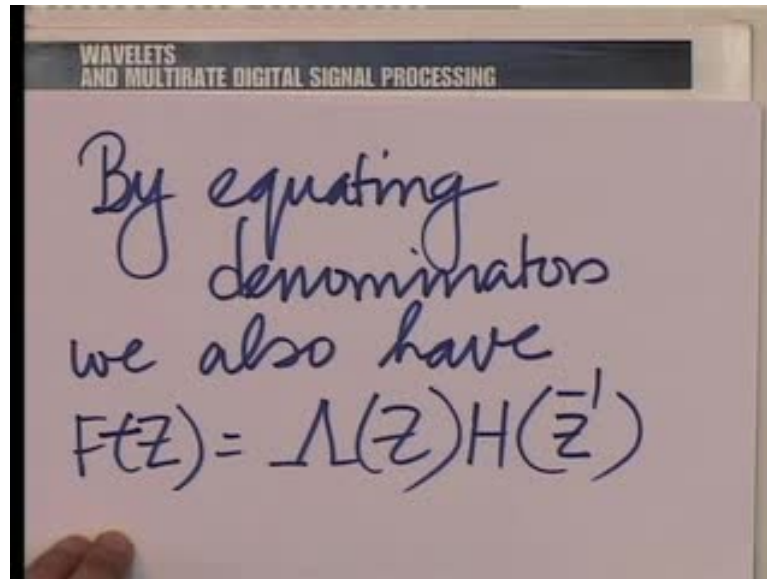 WAVELETS
AND MULTIRATE DIGITAL SIGNAL PROCESSING
By equating
denominators
we also have
F(-Z) = Λ(Z)H(Z⁻¹)